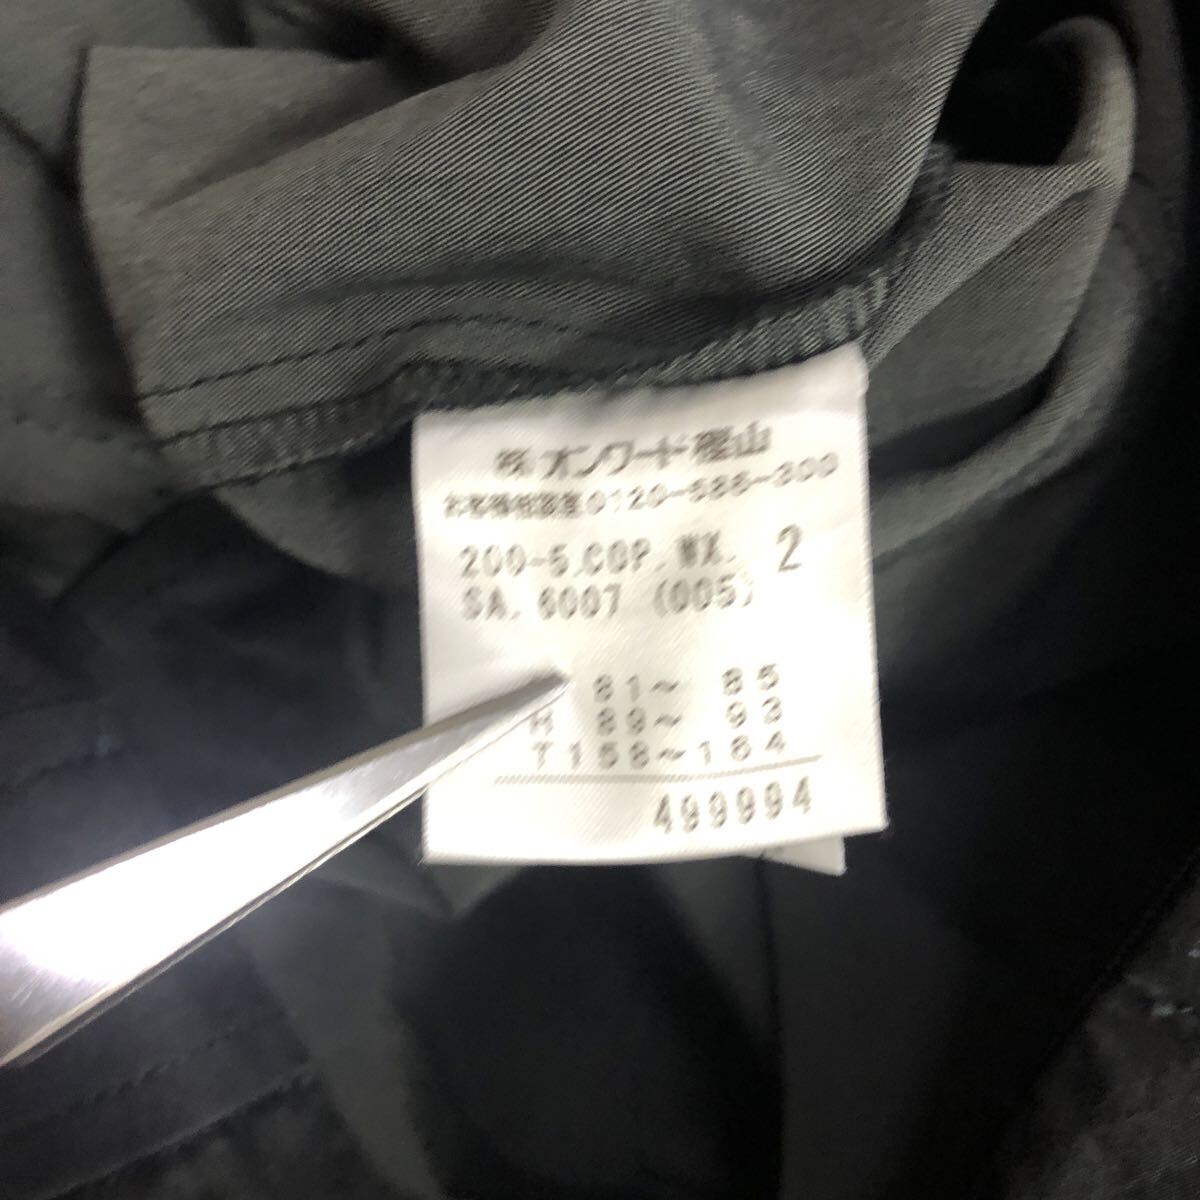 ㈱オンワード樫山
お客様相談室0120-586-300
200-5.COP.WX. 2
SA. 6007 (005)
81～ 85
H 89～ 93
T158～164
499994